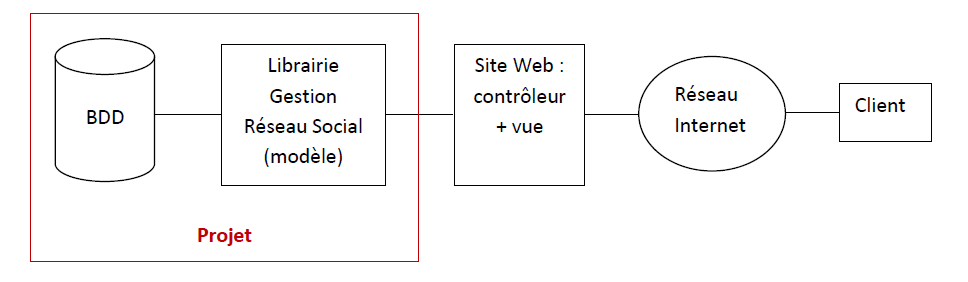 BDD
Librairie
Gestion
Réseau Social
(modèle)
Site Web :
contrôleur
+ vue
Réseau
Internet
Client
Projet